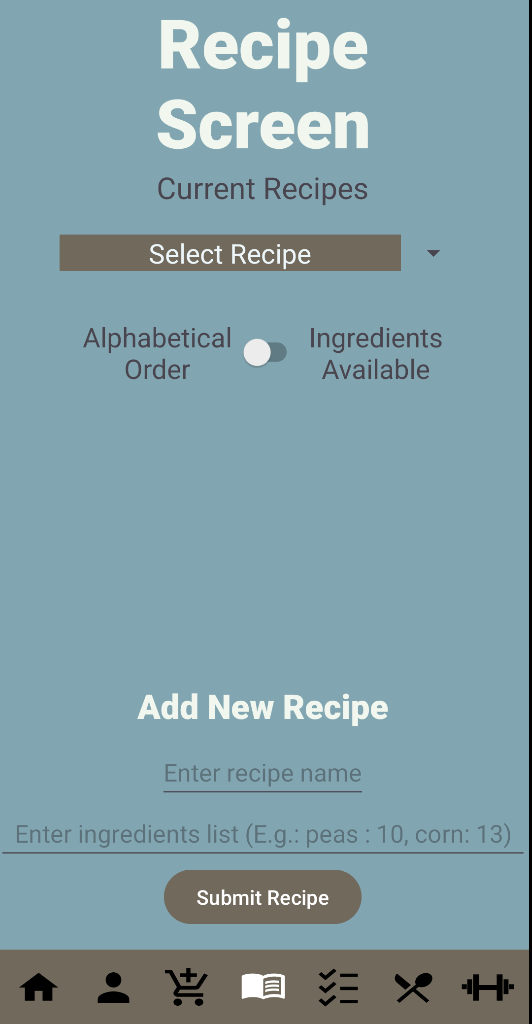 Recipe
Screen
Current Recipes
Select Recipe
Alphabetical
Order
Ingredients
Available
Add New Recipe
Enter recipe name
Enter ingredients list (E.g.: peas : 10, corn: 13)
Submit Recipe